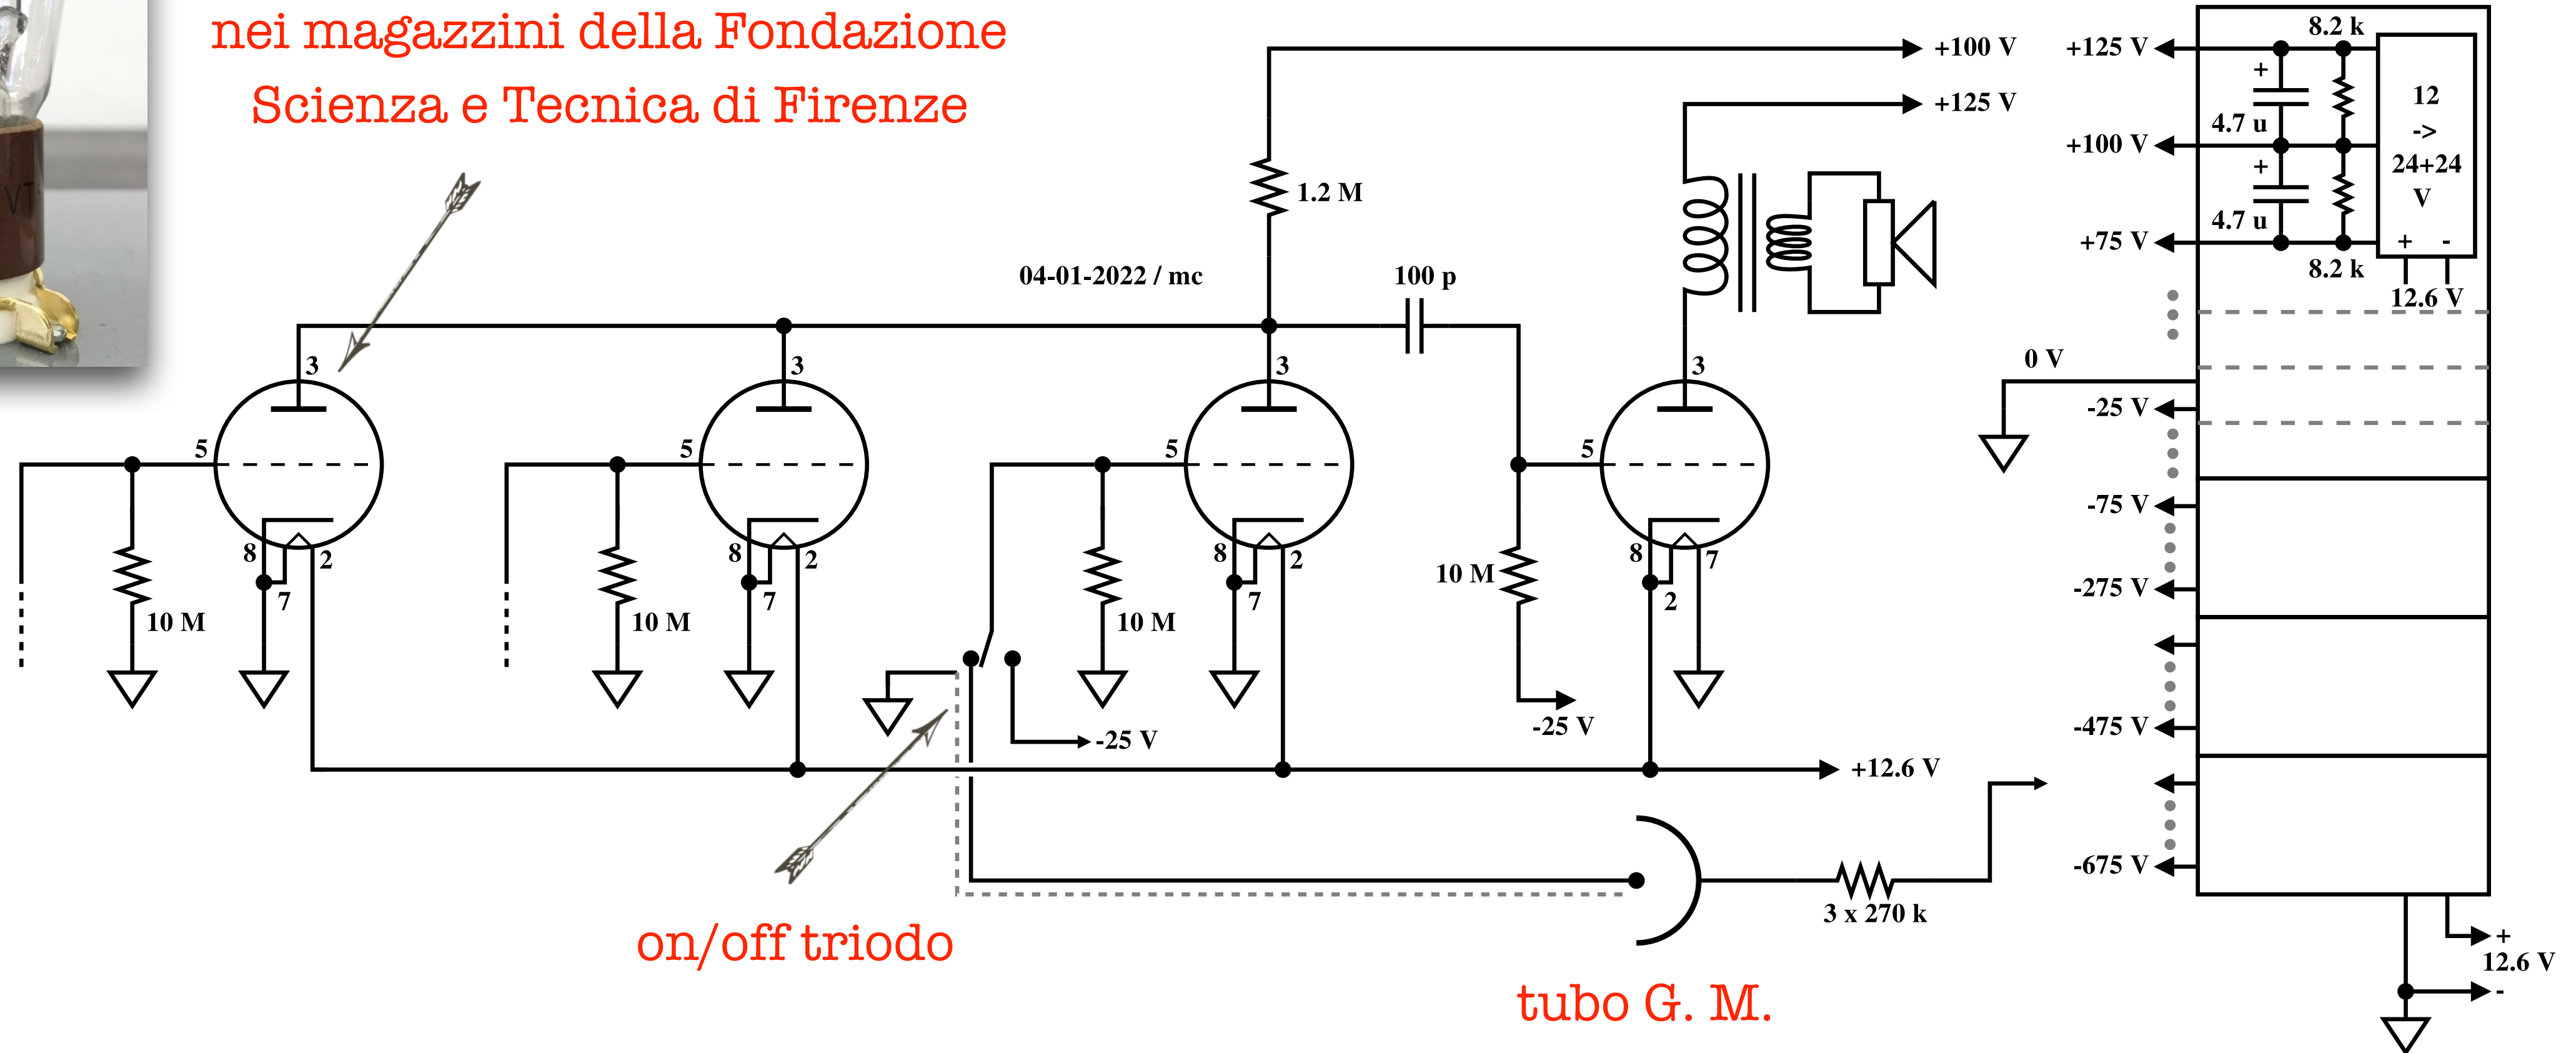 nei magazzini della Fondazione
Scienza e Tecnica di Firenze
VT
+100 V
+125 V
1.2 M
04-01-2022 / mc
100 p
3
3
3
3
5
5
5
5
8
2
8
2
8
2
8
7
7
7
7
2
10 M
10 M
10 M
10 M
-25 V
-25 V
+12.6 V
3 x 270 k
on/off triodo
tubo G. M.
8.2 k
+125 V
+
4.7 u
12
->
24+24
V
+100 V
+
4.7 u
+ -
+75 V
8.2 k
12.6 V
0 V
-25 V
-75 V
-275 V
-475 V
-675 V
+
12.6 V
-